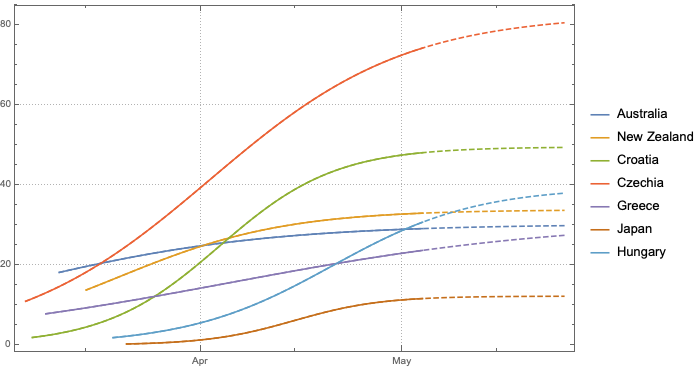 80
60
40
20
0
Apr
May
Australia
New Zealand
Croatia
Czechia
Greece
Japan
Hungary